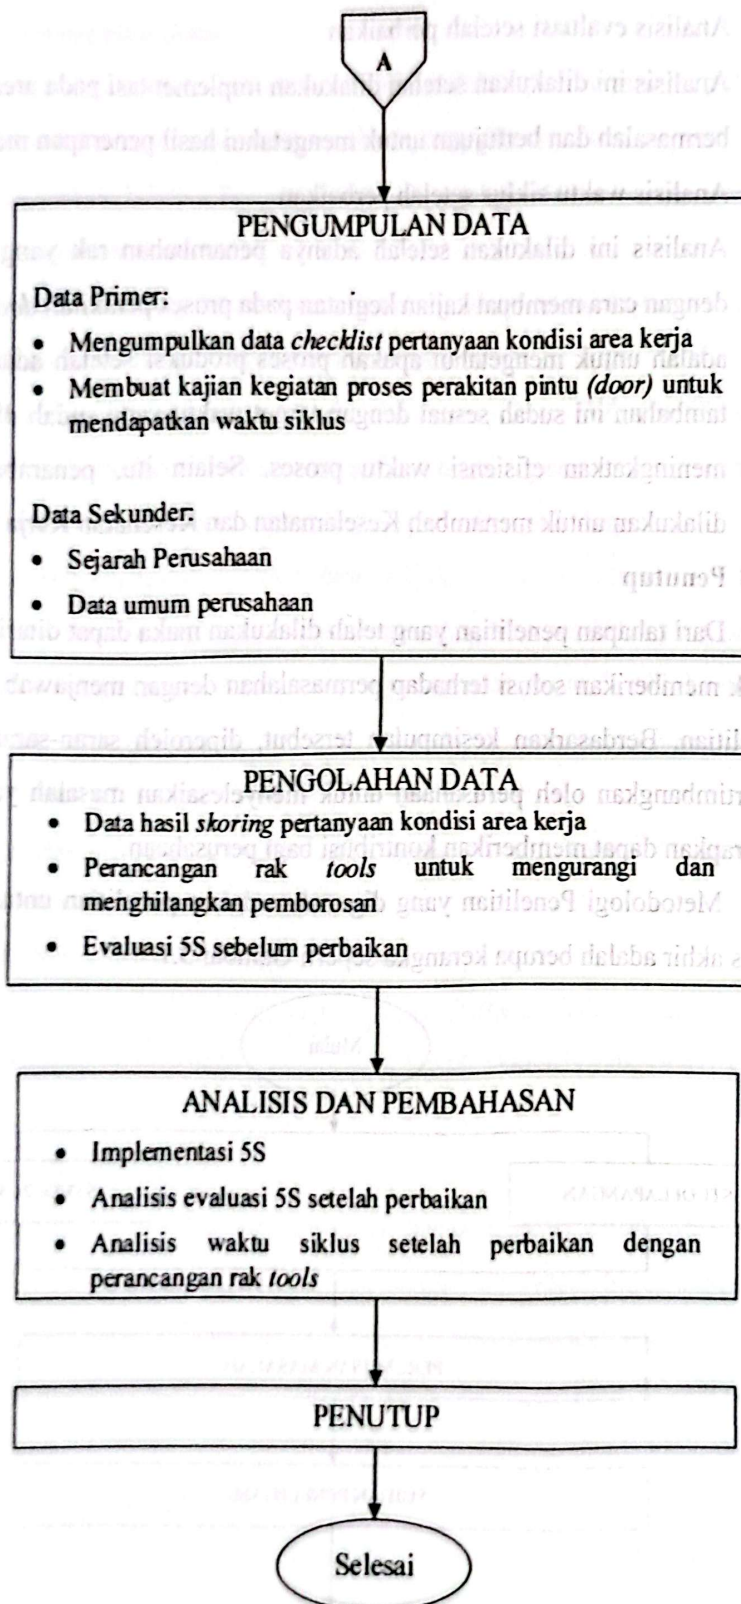 A
PENGUMPULAN DATA
Data Primer:
• Mengumpulkan data checklist pertanyaan kondisi area kerja
• Membuat kajian kegiatan proses perakitan pintu (door) untuk
mendapatkan waktu siklus
Data Sekunder:
• Sejarah Perusahaan
• Data umum perusahaan
PENGOLAHAN DATA
• Data hasil skoring pertanyaan kondisi area kerja
• Perancangan rak tools untuk mengurangi dan
menghilangkan pemborosan
• Evaluasi 5S sebelum perbaikan
ANALISIS DAN PEMBAHASAN
• Implementasi 5S
• Analisis evaluasi 5S setelah perbaikan
• Analisis waktu siklus setelah perbaikan dengan
perancangan rak tools
PENUTUP
Selesai